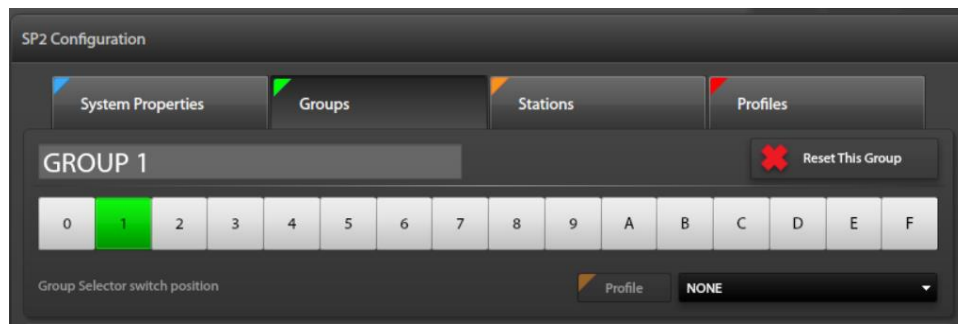 SP2 Configuration
System Properties Groups Stations Profiles
GROUP 1 Reset This Group
0 1 2 3 4 5 6 7 8 9 A B C D E F
Group Selector switch position Profile NONE